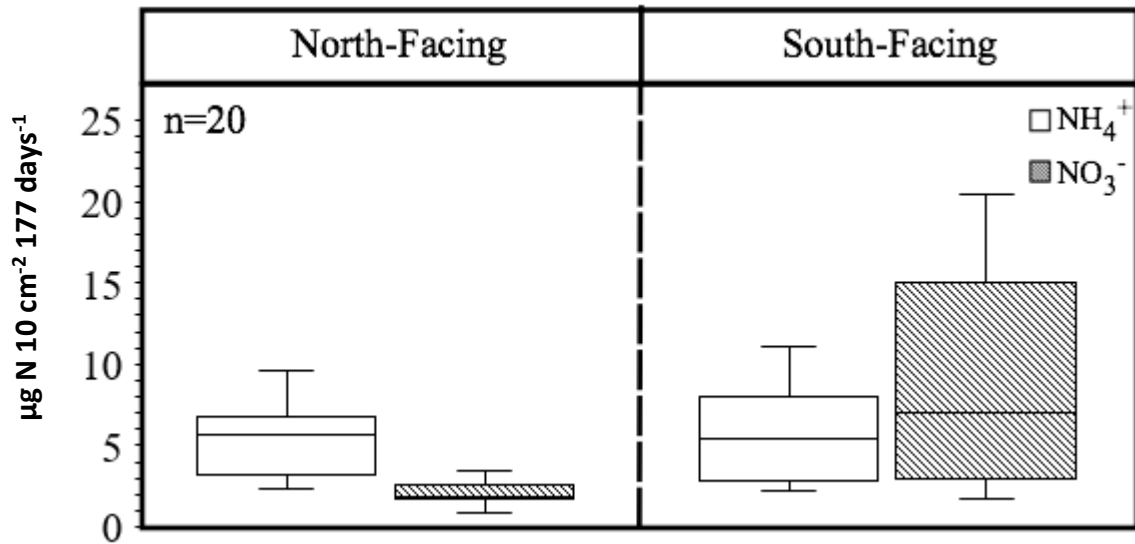 North-Facing
South-Facing
n=20
NH₄⁺
NO₃⁻
µg N 10 cm⁻² 177 days⁻¹
25
20
15
10
5
0